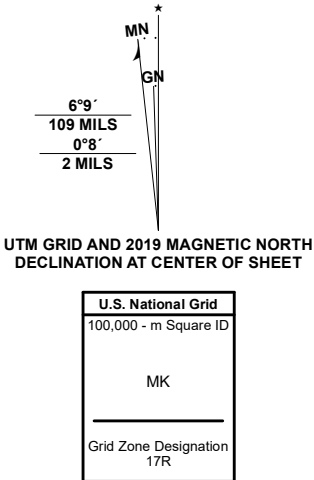 ★
MN
GN
6°9´
109 MILS
0°8´
2 MILS
UTM GRID AND 2019 MAGNETIC NORTH
DECLINATION AT CENTER OF SHEET
U.S. National Grid
100,000 - m Square ID
MK
Grid Zone Designation
17R